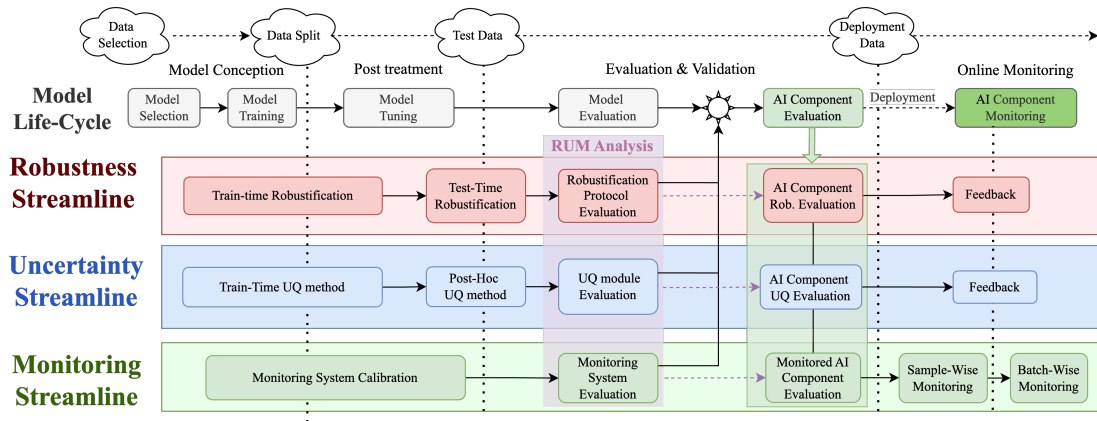 Data
Selection
Data Split
Test Data
Deployment
Data
Model Conception
Post treatment
Evaluation & Validation
Online Monitoring
Model
Life-Cycle
Model
Selection
Model
Training
Model
Tuning
Model
Evaluation
AI Component
Evaluation
Deployment
AI Component
Monitoring
RUM Analysis
Robustness
Streamline
Train-time Robustification
Test-Time
Robustification
Robustification
Protocol
Evaluation
AI Component
Rob. Evaluation
Feedback
Uncertainty
Streamline
Train-Time UQ method
Post-Hoc
UQ method
UQ module
Evaluation
AI Component
UQ Evaluation
Feedback
Monitoring
Streamline
Monitoring System Calibration
Monitoring
System
Evaluation
Monitored AI
Component
Evaluation
Sample-Wise
Monitoring
Batch-Wise
Monitoring